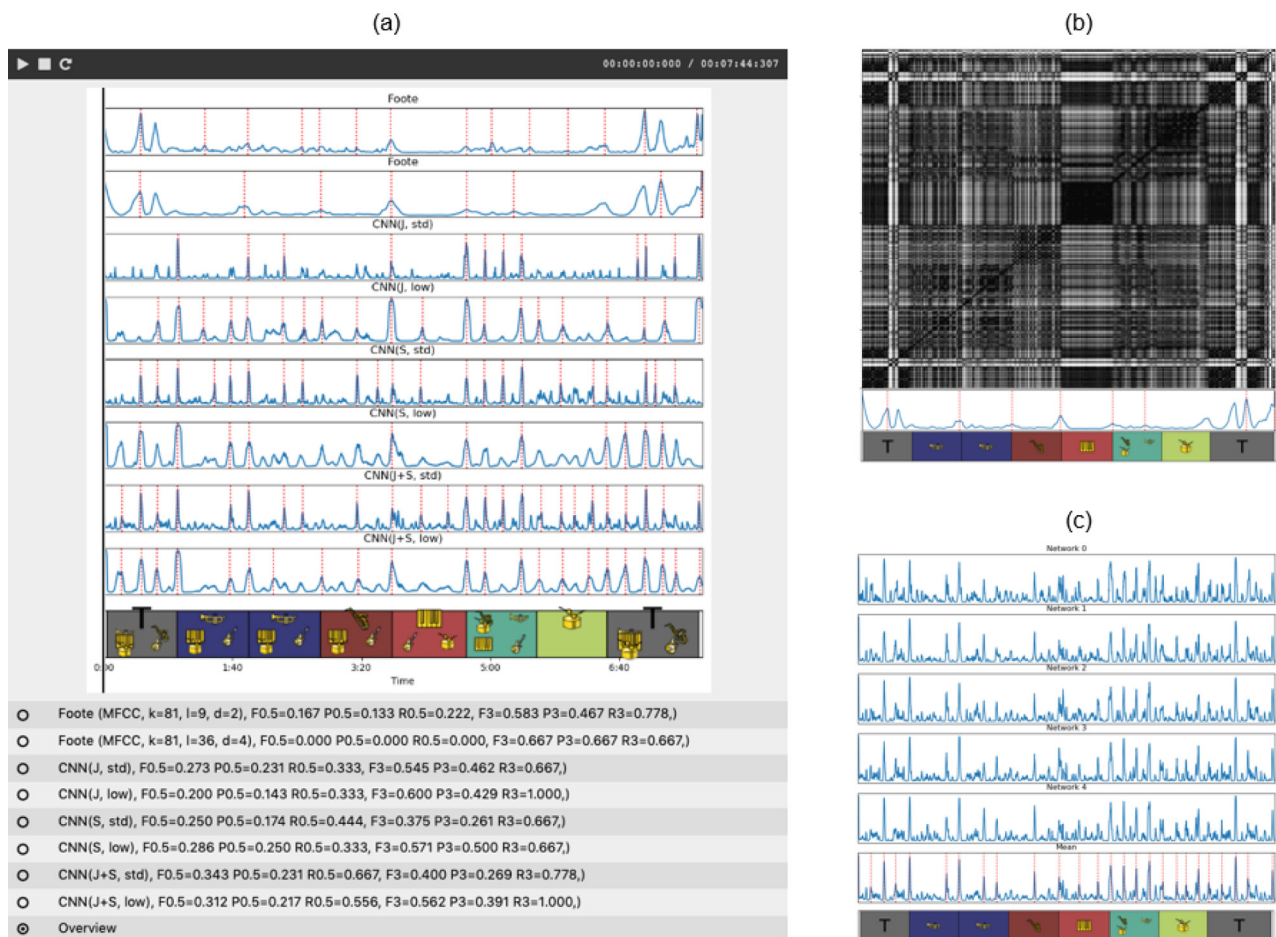 (a)
00:00:00:000 / 00:07:44:307
Foote
Foote
CNN(J, std)
CNN(J, low)
CNN(S, std)
CNN(S, low)
CNN(J+S, std)
CNN(J+S, low)
T
T
0:00 1:40 3:20 5:00 6:40
Time
Foote (MFCC, k=81, l=9, d=2), F0.5=0.167 P0.5=0.133 R0.5=0.222, F3=0.583 P3=0.467 R3=0.778,)
Foote (MFCC, k=81, l=36, d=4), F0.5=0.000 P0.5=0.000 R0.5=0.000, F3=0.667 P3=0.667 R3=0.667,)
CNN(J, std), F0.5=0.273 P0.5=0.231 R0.5=0.333, F3=0.545 P3=0.462 R3=0.667,)
CNN(J, low), F0.5=0.200 P0.5=0.143 R0.5=0.333, F3=0.600 P3=0.429 R3=1.000,)
CNN(S, std), F0.5=0.250 P0.5=0.174 R0.5=0.444, F3=0.375 P3=0.261 R3=0.667,)
CNN(S, low), F0.5=0.286 P0.5=0.250 R0.5=0.333, F3=0.571 P3=0.500 R3=0.667,)
CNN(J+S, std), F0.5=0.343 P0.5=0.231 R0.5=0.667, F3=0.400 P3=0.269 R3=0.778,)
CNN(J+S, low), F0.5=0.312 P0.5=0.217 R0.5=0.556, F3=0.562 P3=0.391 R3=1.000,)
Overview
(b)
T
T
(c)
Network 0
Network 1
Network 2
Network 3
Network 4
Mean
T
T